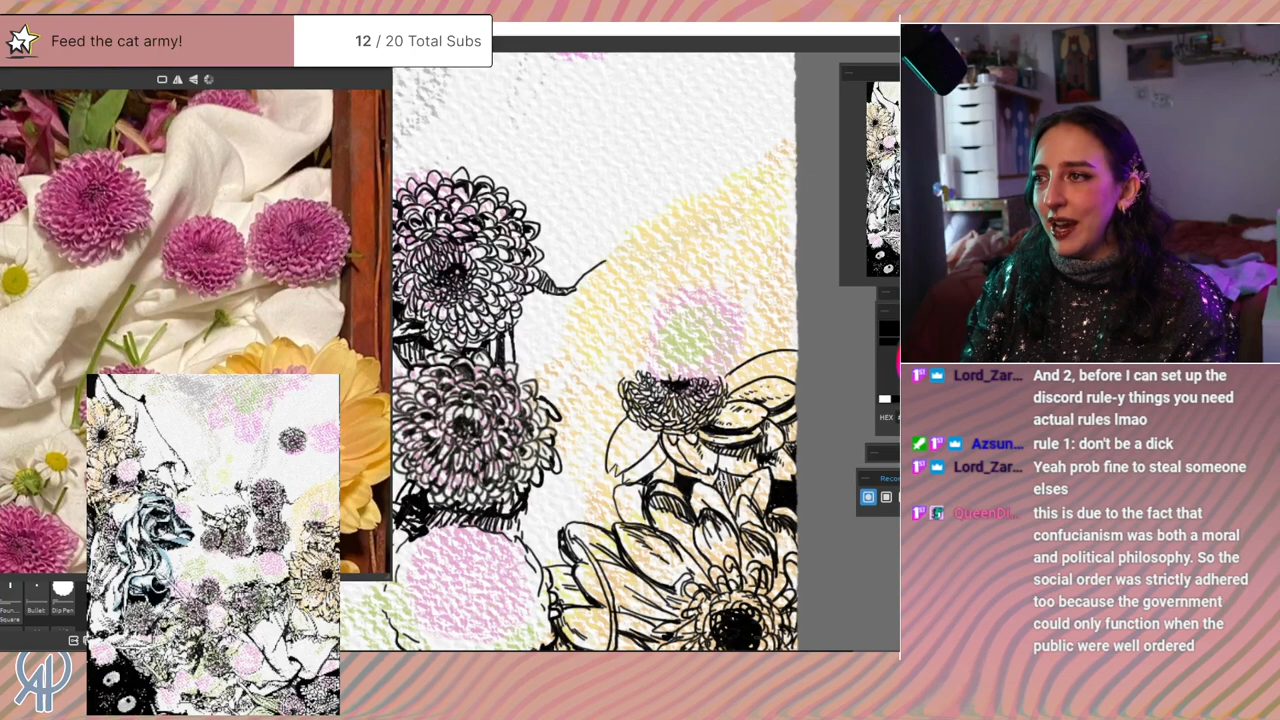 Feed the cat army!
12 / 20 Total Subs
Foun...
Square
Bullet
Dip Pen
HEX
Lord_Zar... And 2, before I can set up the
discord rule-y things you need
actual rules lmao
Azsun... rule 1: don't be a dick
Lord_Zar... Yeah prob fine to steal someone
elses
QueenDi... this is due to the fact that
confucianism was both a moral
and political philosophy. So the
social order was strictly adhered
too because the government
could only function when the
public were well ordered